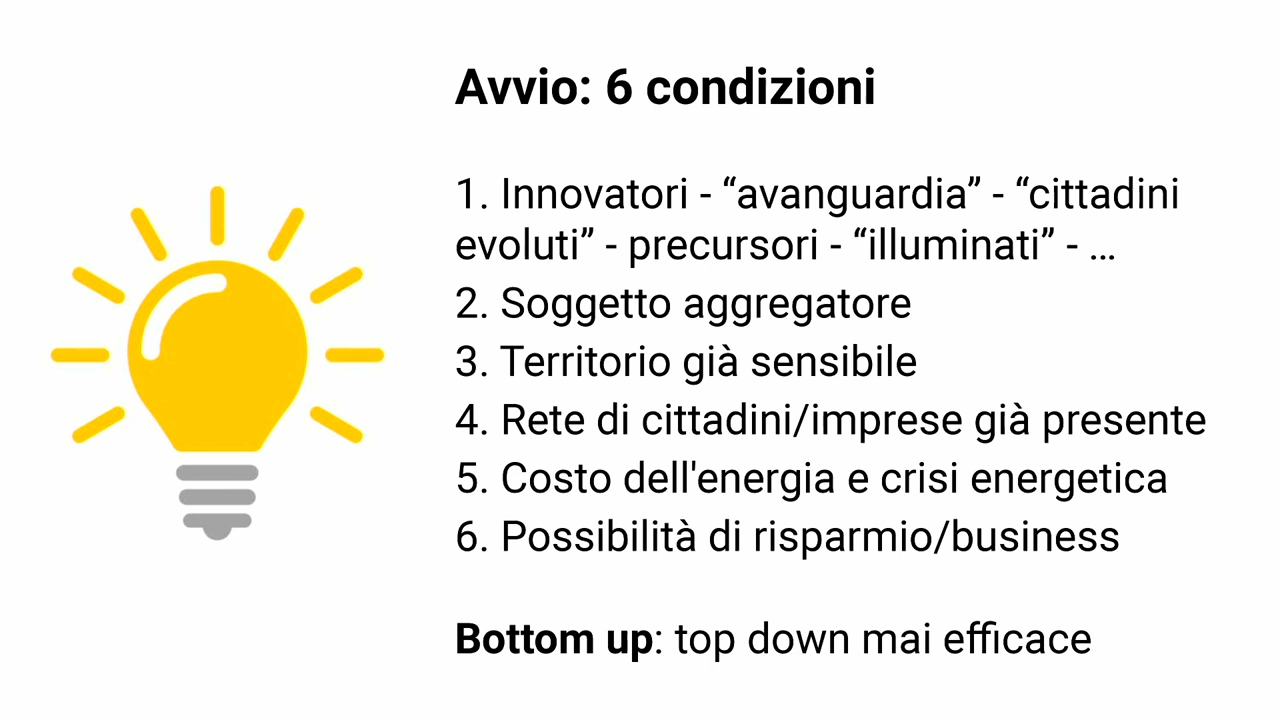 Avvio: 6 condizioni
1. Innovatori - “avanguardia” - “cittadini
evoluti” - precursori - “illuminati” - ...
2. Soggetto aggregatore
3. Territorio già sensibile
4. Rete di cittadini/imprese già presente
5. Costo dell'energia e crisi energetica
6. Possibilità di risparmio/business
Bottom up: top down mai efficace